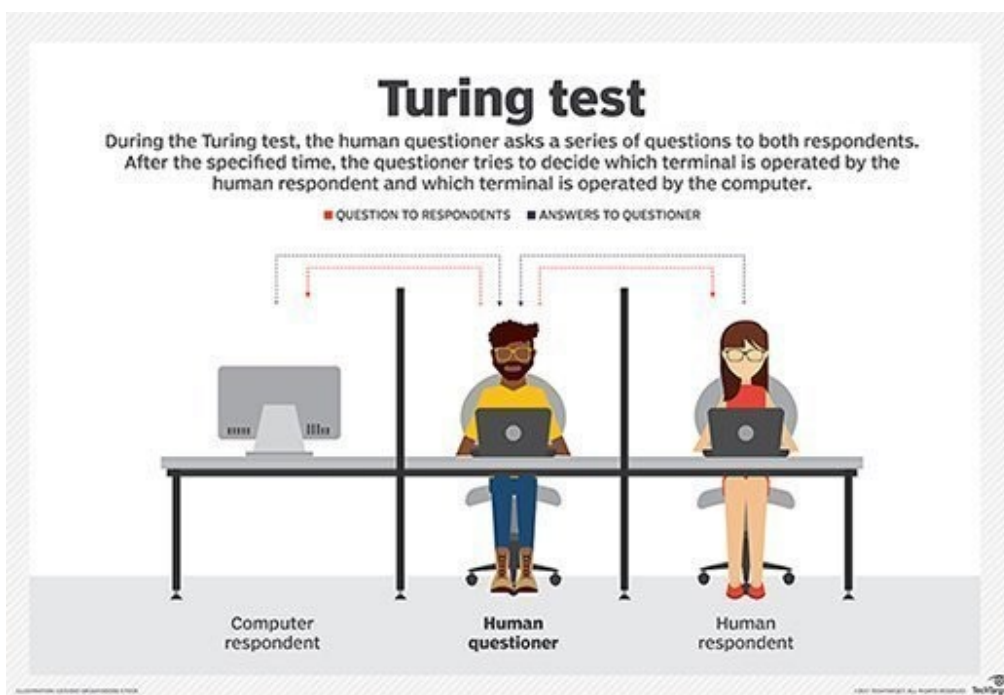 Turing test
During the Turing test, the human questioner asks a series of questions to both respondents.
After the specified time, the questioner tries to decide which terminal is operated by the
human respondent and which terminal is operated by the computer.
QUESTION TO RESPONDENTS ANSWERS TO QUESTIONER
Computer
respondent
Human
questioner
Human
respondent